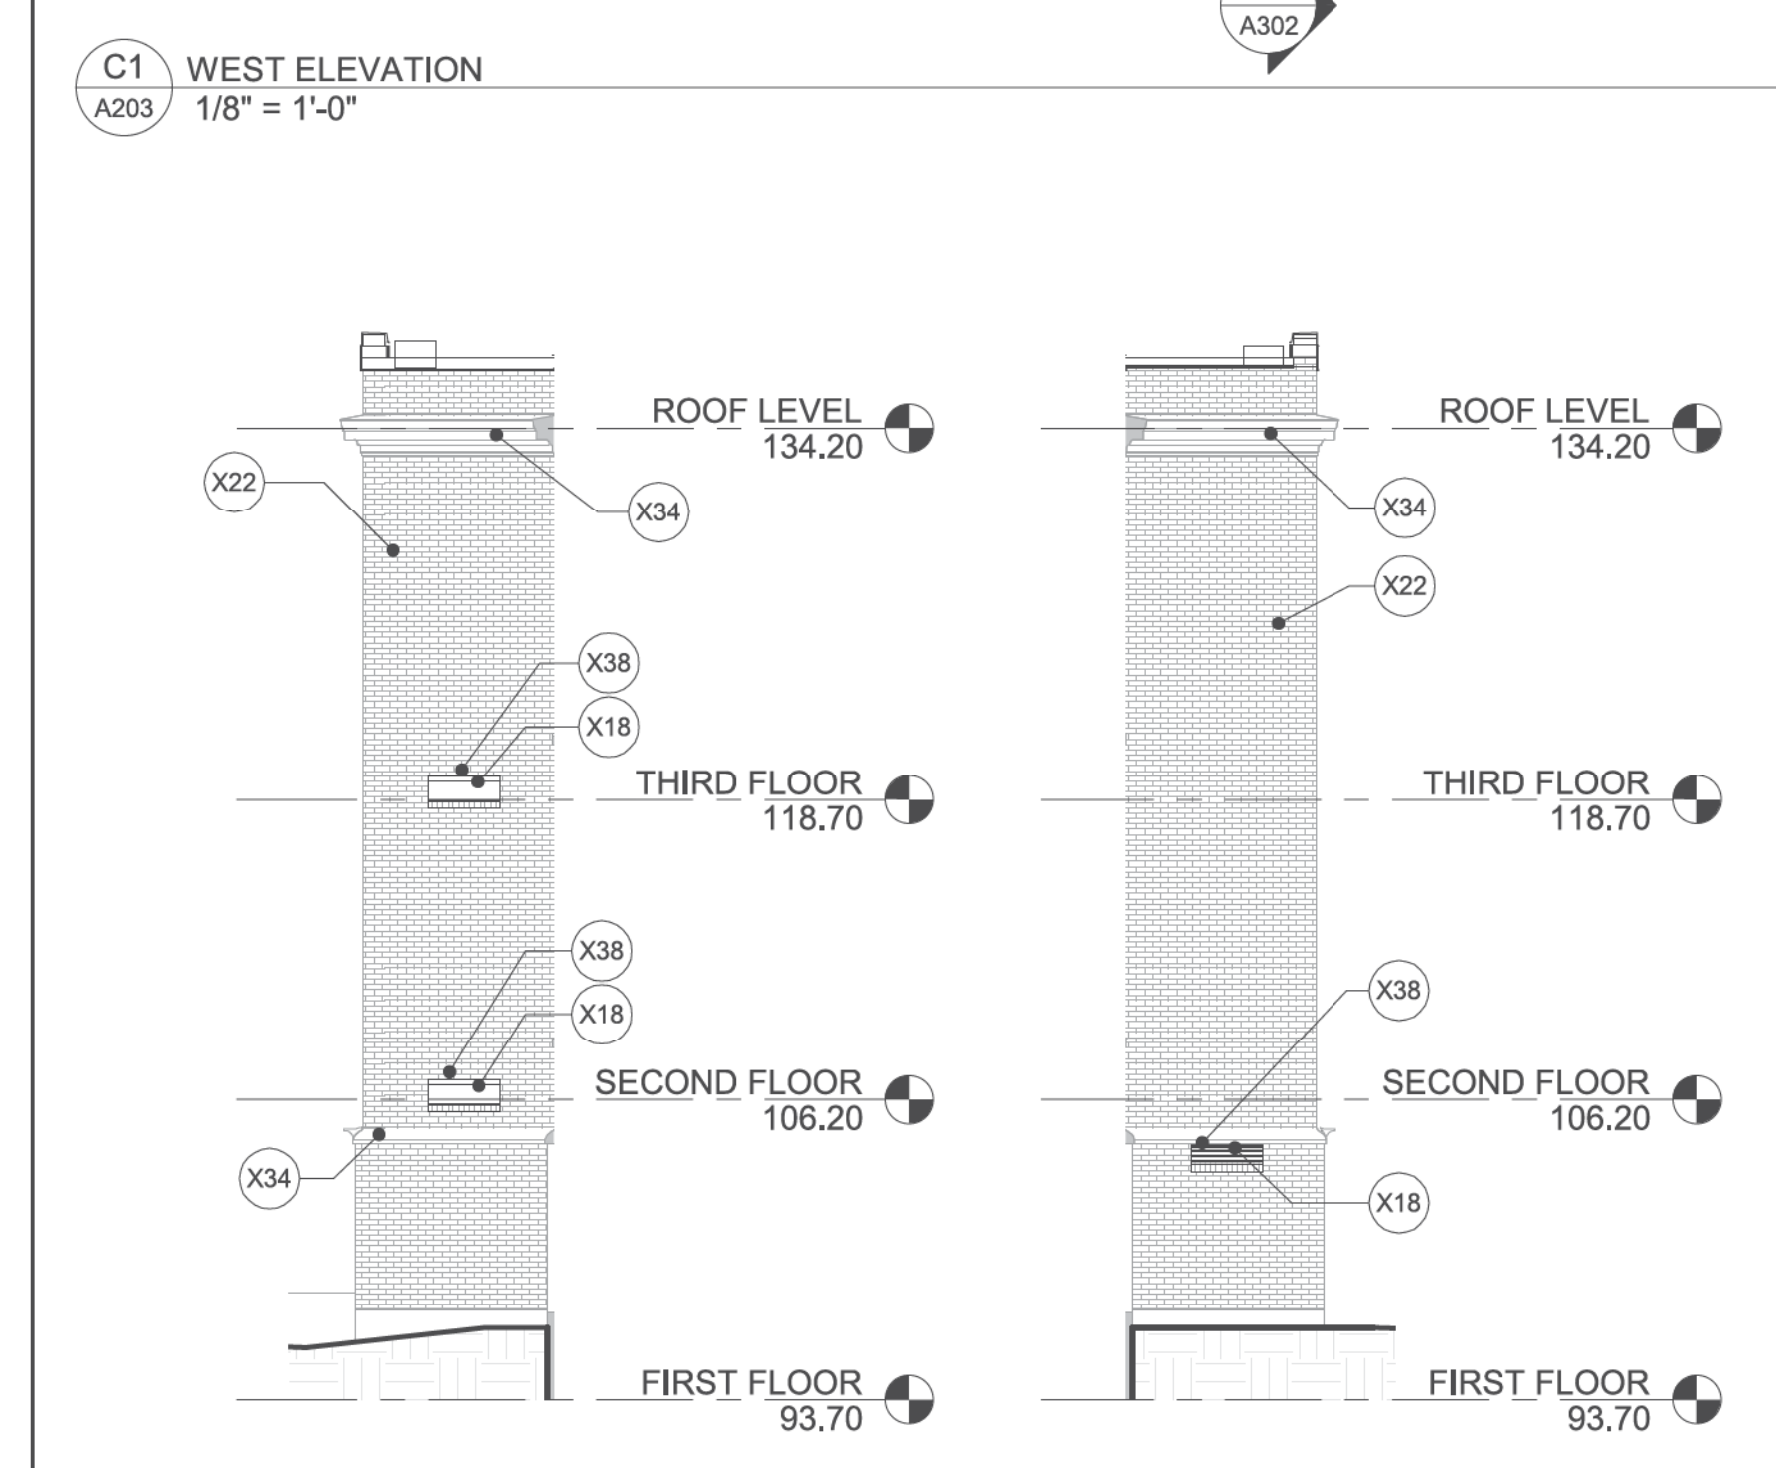 A302
C1
WEST ELEVATION
A203
1/8" = 1'-0"
ROOF LEVEL
134.20
X22
X34
X38
X18
THIRD FLOOR
118.70
X38
X18
SECOND FLOOR
106.20
X34
FIRST FLOOR
93.70
ROOF LEVEL
134.20
X34
X22
THIRD FLOOR
118.70
X38
SECOND FLOOR
106.20
X18
FIRST FLOOR
93.70